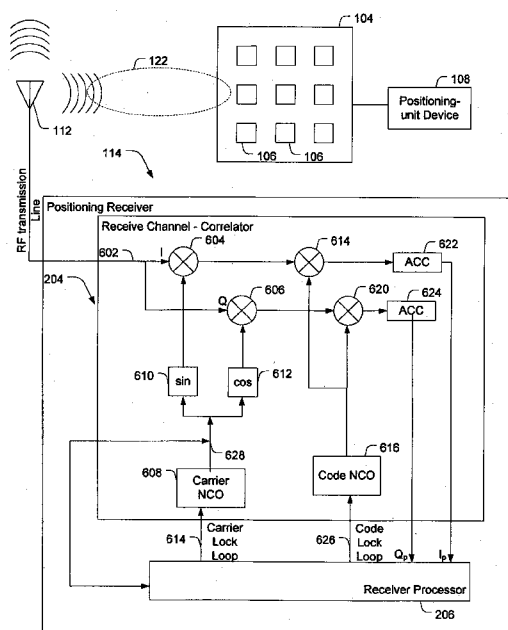 104
122
108
Positioning-
unit Device
112
106
106
114
RF transmission
Line
Positioning Receiver
Receive Channel - Correlator
602
I
604
614
622
ACC
204
Q
606
620
624
ACC
610
sin
cos
612
628
616
608
Carrier
NCO
Code NCO
614
Carrier
Lock
Loop
626
Code
Lock
Loop
Qp
Ip
Receiver Processor
206